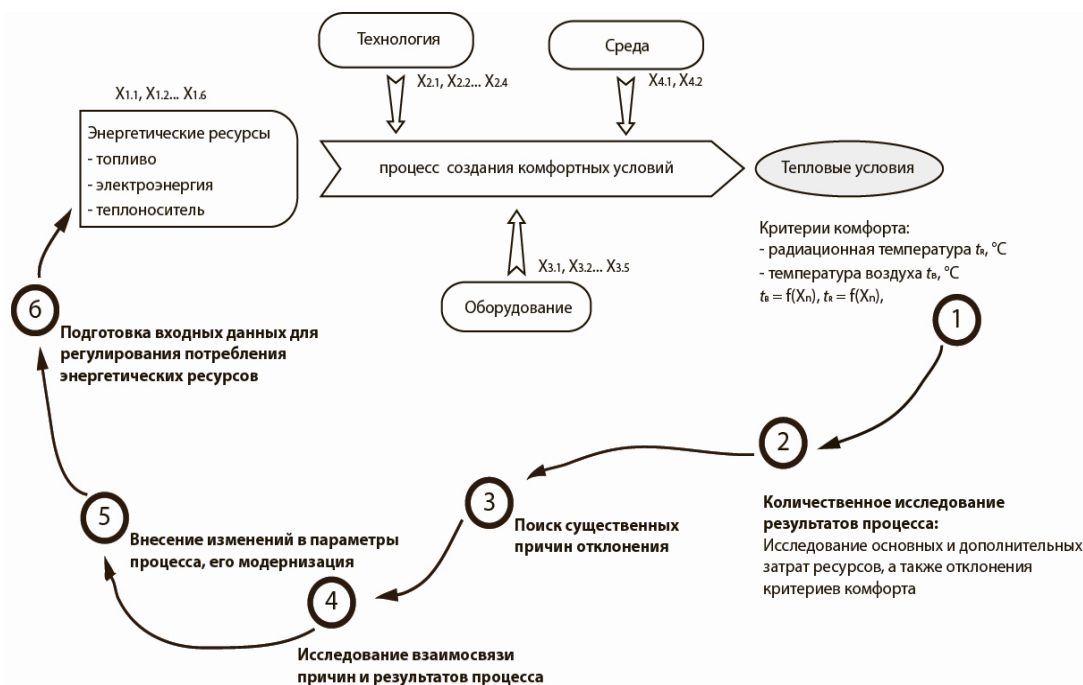 Технология
Среда
X2.1, X2.2... X2.4
X4.1, X4.2
X1.1, X1.2... X1.6
Энергетические ресурсы
- топливо
- электроэнергия
- теплоноситель
процесс создания комфортных условий
Тепловые условия
X3.1, X3.2... X3.5
Оборудование
Критерии комфорта:
- радиационная температура tR, °C
- температура воздуха tв, °C
tв = f(Xn), tR = f(Xn),
1
6
Подготовка входных данных для
регулирования потребления
энергетических ресурсов
2
Количественное исследование
результатов процесса:
Исследование основных и дополнительных
затрат ресурсов, а также отклонения
критериев комфорта
3
Поиск существенных
причин отклонения
5
Внесение изменений в параметры
процесса, его модернизация
4
Исследование взаимосвязи
причин и результатов процесса